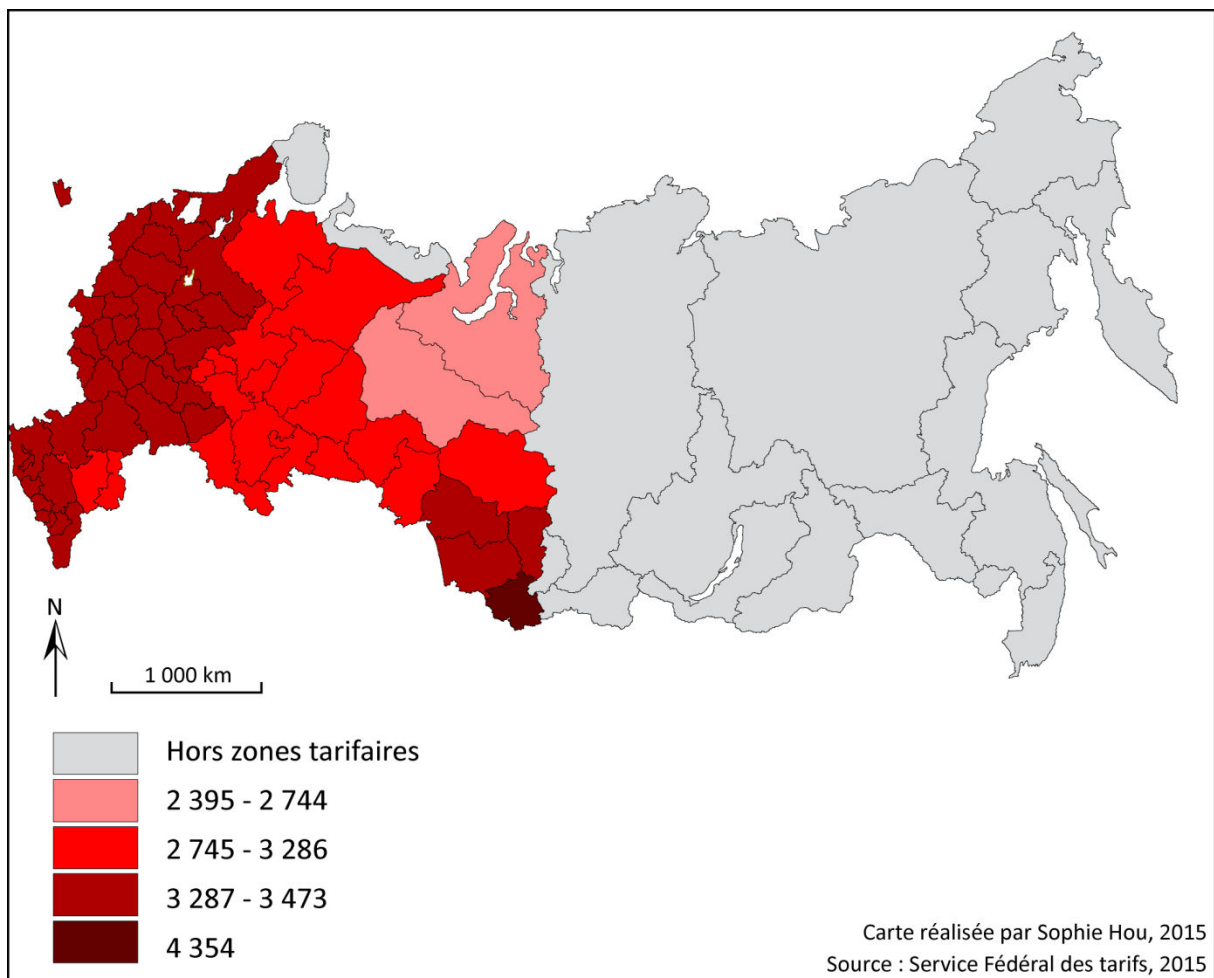 N
1 000 km
Hors zones tarifaires
2 395 - 2 744
2 745 - 3 286
3 287 - 3 473
4 354
Carte réalisée par Sophie Hou, 2015
Source : Service Fédéral des tarifs, 2015